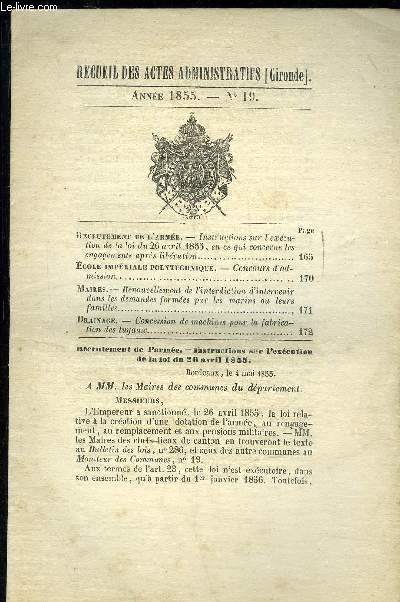 www.le-livre.com
RECUEIL DES ACTES ADMINISTRATIFS [Gironde].
ANNÉE 1855. — N° 19.
Page
RECRUTEMENT DE L'ARMÉE. — Instructions sur l'exécu-
tion de la loi du 26 avril 1855, en ce qui concerne les
engagements après libération 165
ÉCOLE IMPÉRIALE POLYTECHNIQUE. — Concours d'ad-
mission 170
MAIRES. — Renouvellement de l'interdiction d'intervenir
dans les demandes formées par les marins ou leurs
familles 171
DRAINAGE. — Concession de machines pour la fabrica-
tion des tuyaux 172
Recrutement de l'armée. — Instructions sur l'exécution
de la loi du 26 avril 1855.
Bordeaux, le 4 mai 1855.
A MM. les Maires des communes du département.
MESSIEURS,
L'Empereur a sanctionné, le 26 avril 1855, la loi rela-
tive à la création d'une dotation de l'armée, au rengage-
ment, au remplacement et aux pensions militaires. — MM.
les Maires des chefs-lieux de canton en trouveront le texte
au Bulletin des lois, n° 286, et ceux des autre communes au
Moniteur des Communes, n° 19.
Aux termes de l'art. 23, cette loi n'est exécutoire, dans
son ensemble, qu'à partir du 1er janvier 1856. Toutefois,